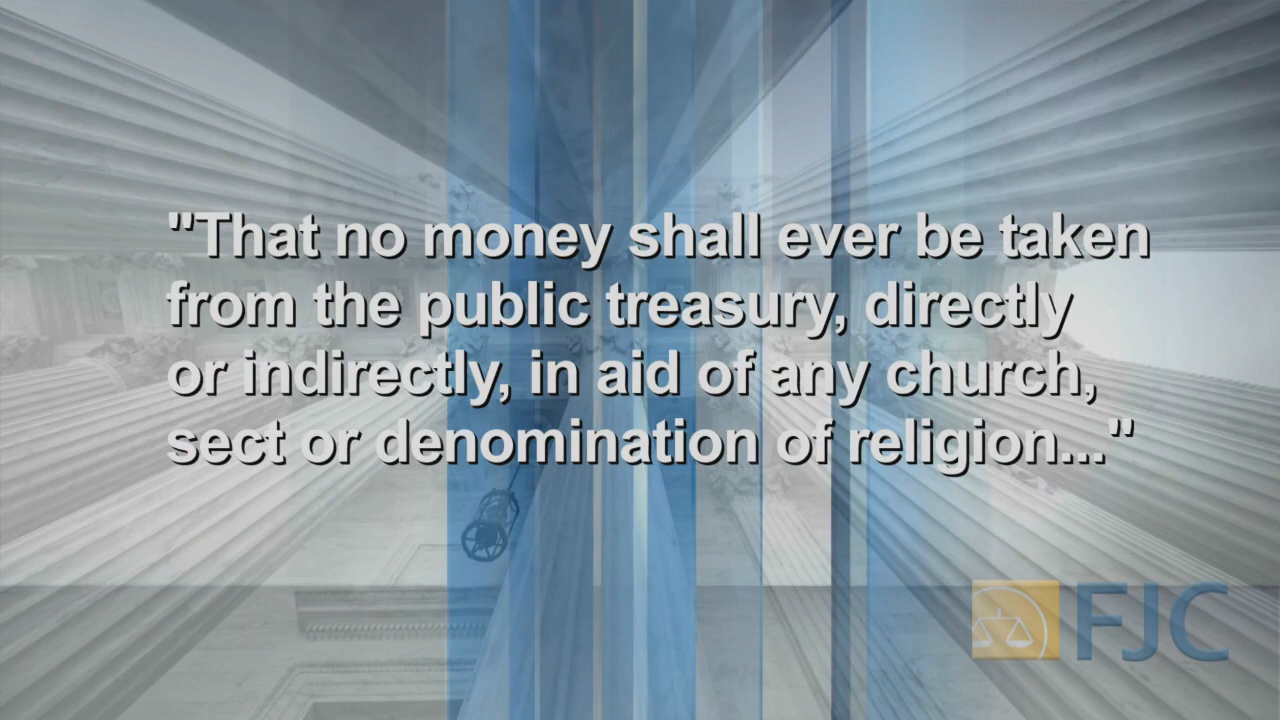 "That no money shall ever be taken
from the public treasury, directly
or indirectly, in aid of any church,
sect or denomination of religion..."
FJC